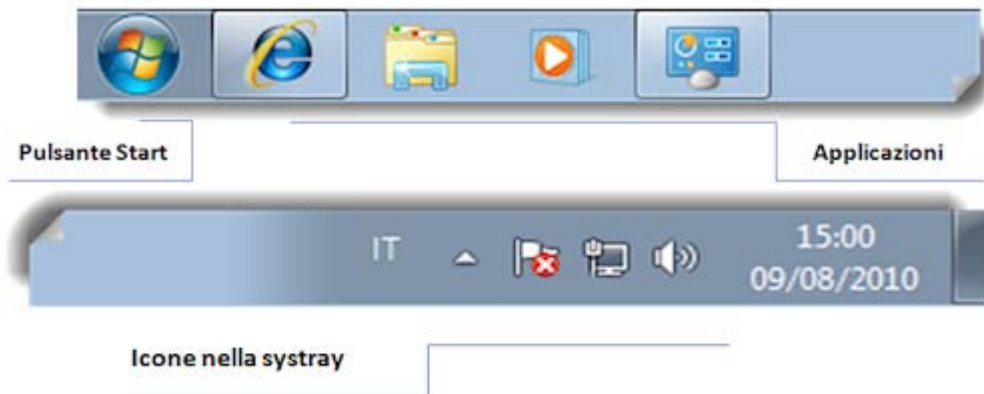 Pulsante Start
Applicazioni
IT
15:00
09/08/2010
Icone nella systray